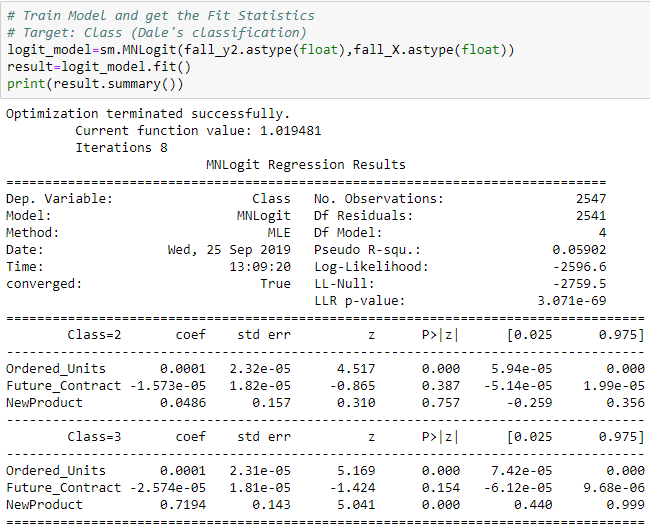 # Train Model and get the Fit Statistics
# Target: Class (Dale's classification)
logit_model=sm.MNLogit(fall_y2.astype(float),fall_X.astype(float))
result=logit_model.fit()
print(result.summary())
Optimization terminated successfully.
         Current function value: 1.019481
         Iterations 8
                          MNLogit Regression Results
==============================================================================
Dep. Variable:                  Class   No. Observations:                 2547
Model:                        MNLogit   Df Residuals:                     2541
Method:                           MLE   Df Model:                            4
Date:                Wed, 25 Sep 2019   Pseudo R-squ.:                 0.05902
Time:                        13:09:20   Log-Likelihood:                -2596.6
converged:                       True   LL-Null:                       -2759.5
                                        LLR p-value:                 3.071e-69
===================================================================================
        Class=2       coef    std err          z      P>|z|      [0.025      0.975]
-----------------------------------------------------------------------------------
Ordered_Units       0.0001   2.32e-05      4.517      0.000    5.94e-05       0.000
Future_Contract -1.573e-05   1.82e-05     -0.865      0.387   -5.14e-05    1.99e-05
NewProduct          0.0486      0.157      0.310      0.757      -0.259       0.356
-----------------------------------------------------------------------------------
        Class=3       coef    std err          z      P>|z|      [0.025      0.975]
-----------------------------------------------------------------------------------
Ordered_Units       0.0001   2.31e-05      5.169      0.000    7.42e-05       0.000
Future_Contract -2.574e-05   1.81e-05     -1.424      0.154   -6.12e-05    9.68e-06
NewProduct          0.7194      0.143      5.041      0.000       0.440       0.999
===================================================================================